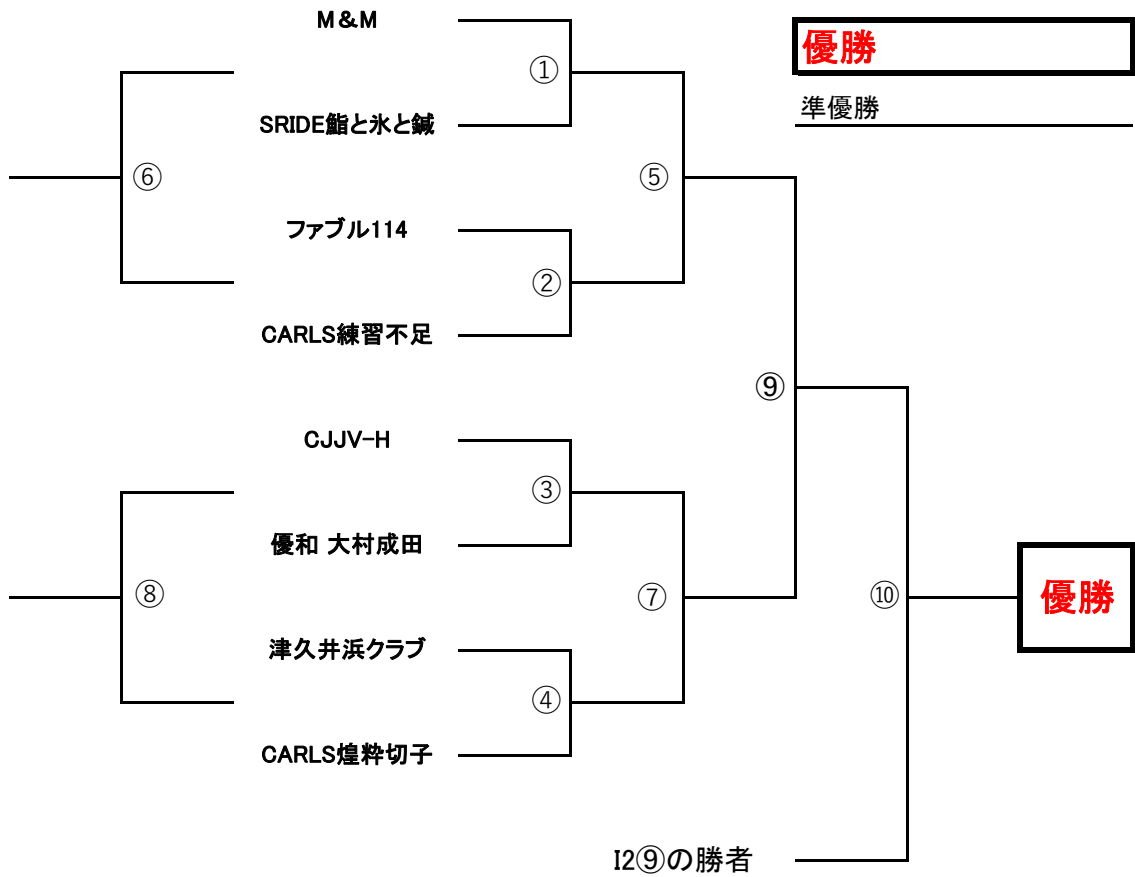 M&M
優勝
①
準優勝
SRIDE鮨と氷と鍼
⑥
⑤
ファブル114
②
CARLS練習不足
⑨
CJJV-H
③
優和 大村成田
⑧
⑦
⑩
優勝
津久井浜クラブ
④
CARLS煌粋切子
I2⑨の勝者